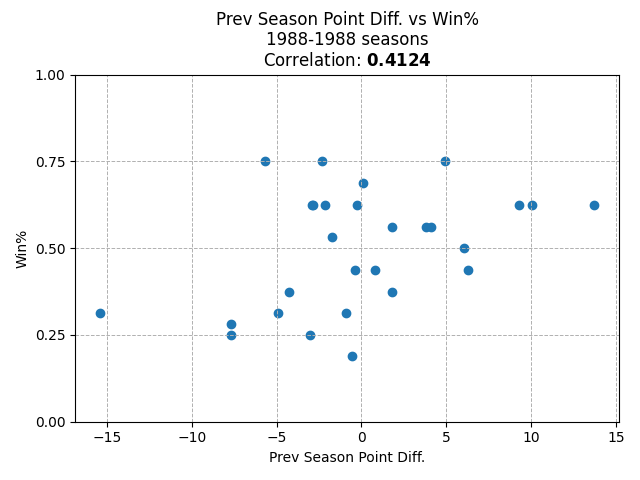 Prev Season Point Diff. vs Win%
1988-1988 seasons
Correlation: 0.4124
1.00
0.75
0.50
0.25
0.00
Win%
−15
−10
−5
0
5
10
15
Prev Season Point Diff.